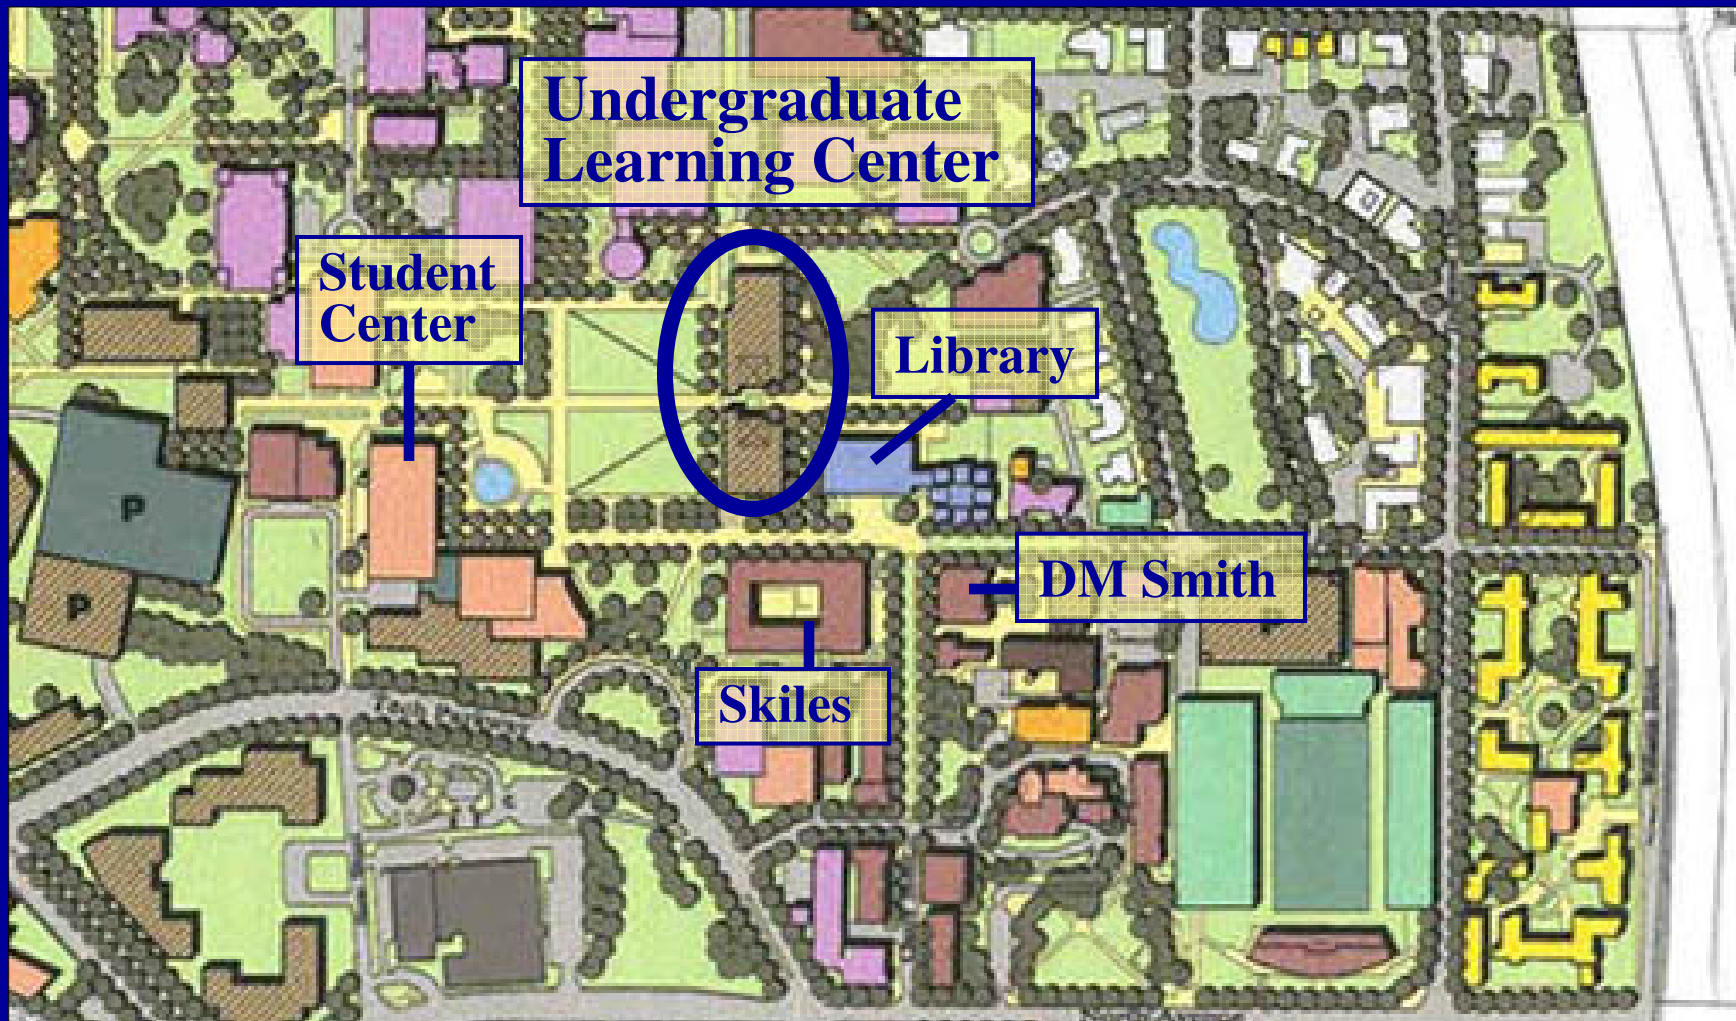 Undergraduate
Learning Center
Student
Center
Library
P
DM Smith
P
Skiles